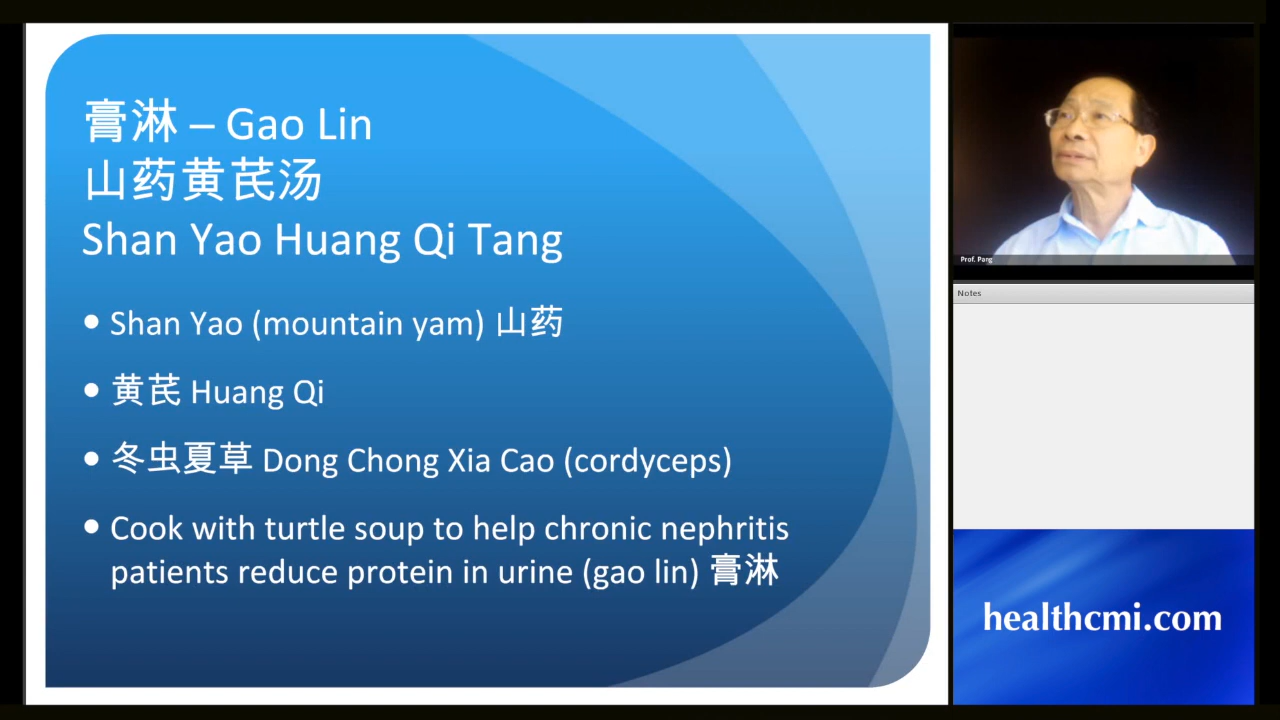 膏淋 – Gao Lin
山药黄芪汤
Shan Yao Huang Qi Tang
• Shan Yao (mountain yam) 山药
• 黄芪 Huang Qi
• 冬虫夏草 Dong Chong Xia Cao (cordyceps)
• Cook with turtle soup to help chronic nephritis
patients reduce protein in urine (gao lin) 膏淋
Prof. Pang
Notes
healthcmi.com